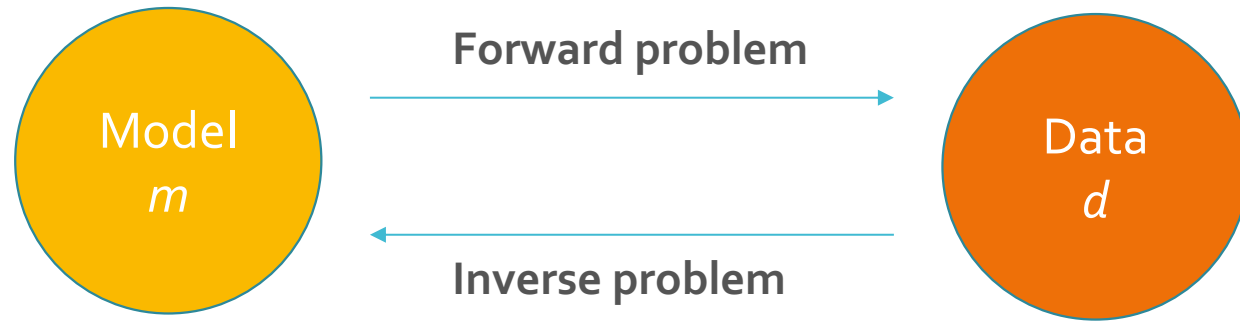 Forward problem
Model
m
Data
d
Inverse problem